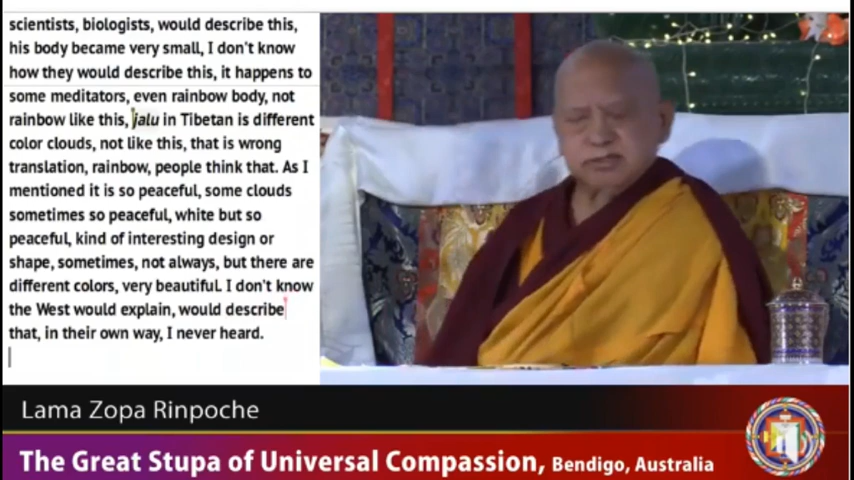 scientists, biologists, would describe this,
his body became very small, I don't know
how they would describe this, it happens to
some meditators, even rainbow body, not
rainbow like this, jalu in Tibetan is different
color clouds, not like this, that is wrong
translation, rainbow, people think that. As I
mentioned it is so peaceful, some clouds
sometimes so peaceful, white but so
peaceful, kind of interesting design or
shape, sometimes, not always, but there are
different colors, very beautiful. I don't know
the West would explain, would describe
that, in their own way, I never heard.
Lama Zopa Rinpoche
The Great Stupa of Universal Compassion, Bendigo, Australia